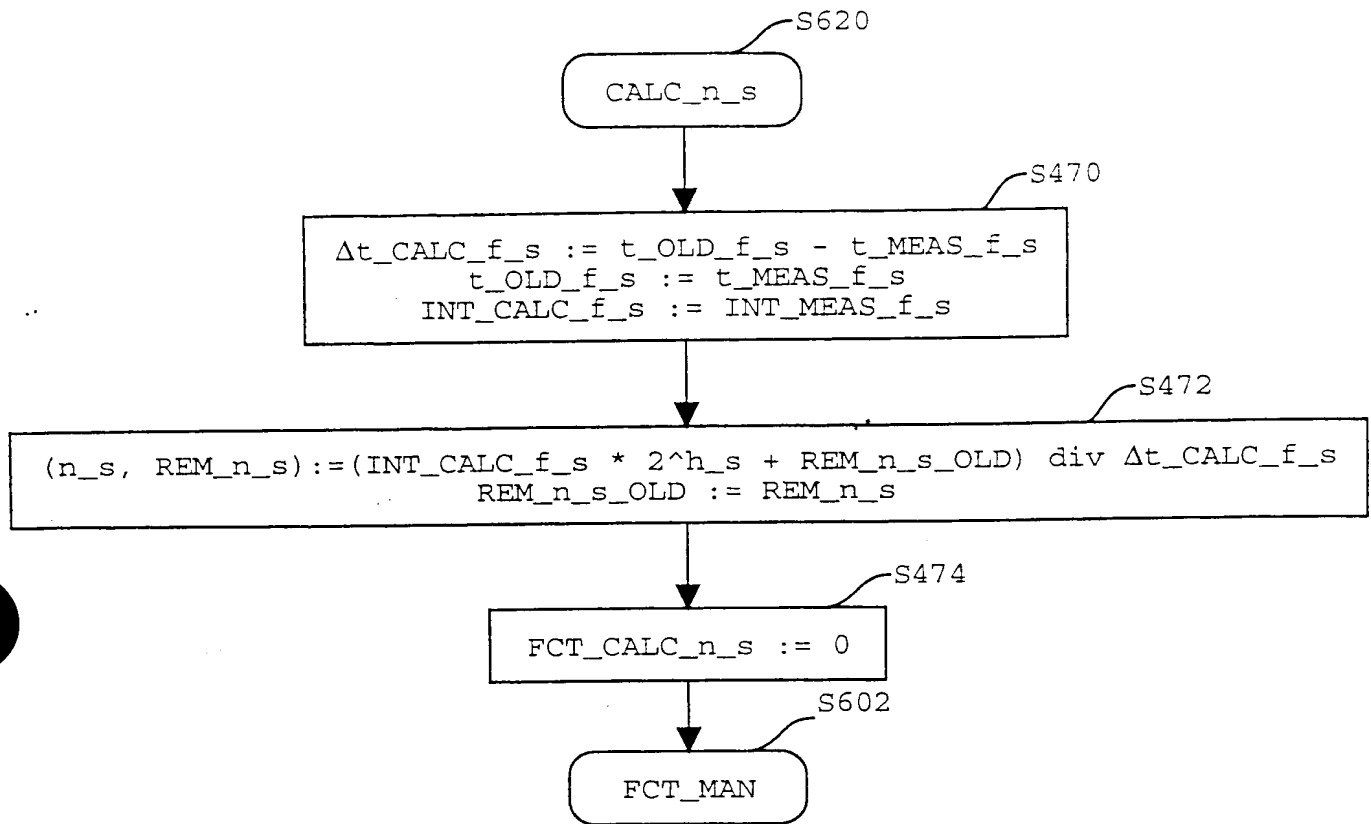 S620
CALC_n_s
S470
Δt_CALC_f_s := t_OLD_f_s - t_MEAS_f_s
t_OLD_f_s := t_MEAS_f_s
INT_CALC_f_s := INT_MEAS_f_s
S472
(n_s, REM_n_s):=(INT_CALC_f_s * 2^h_s + REM_n_s_OLD) div Δt_CALC_f_s
REM_n_s_OLD := REM_n_s
S474
FCT_CALC_n_s := 0
S602
FCT_MAN